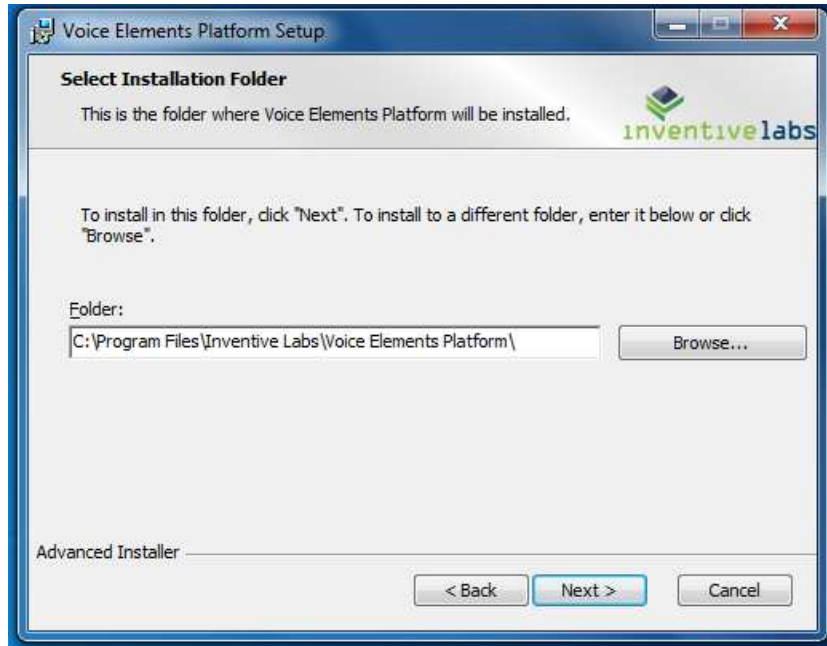 Voice Elements Platform Setup
Select Installation Folder
This is the folder where Voice Elements Platform will be installed.
inventivelabs
To install in this folder, click "Next". To install to a different folder, enter it below or click
"Browse".
Folder:
C:\Program Files\Inventive Labs\Voice Elements Platform\
Browse...
Advanced Installer
< Back
Next >
Cancel